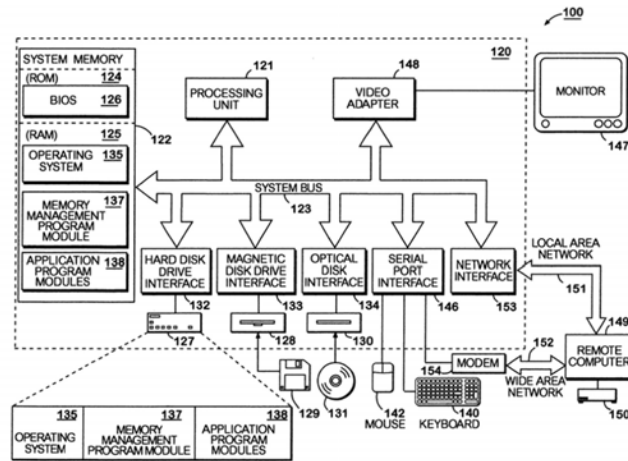 100
SYSTEM MEMORY
(ROM) 124
BIOS 126
(RAM) 125
122
OPERATING
SYSTEM 135
137
MEMORY
MANAGEMENT
PROGRAM
MODULE
APPLICATION
PROGRAM
MODULES 138
120
121
PROCESSING
UNIT
148
VIDEO
ADAPTER
MONITOR
147
SYSTEM BUS
123
HARD DISK
DRIVE
INTERFACE
132
MAGNETIC
DISK DRIVE
INTERFACE
133
OPTICAL
DISK
INTERFACE
134
SERIAL
PORT
INTERFACE
146
NETWORK
INTERFACE
153
LOCAL AREA
NETWORK
151
127
128
130
129
131
142
MOUSE
140
KEYBOARD
MODEM
154
152
WIDE AREA
NETWORK
149
REMOTE
COMPUTER
150
135
OPERATING
SYSTEM
137
MEMORY
MANAGEMENT
PROGRAM MODULE
138
APPLICATION
PROGRAM
MODULES